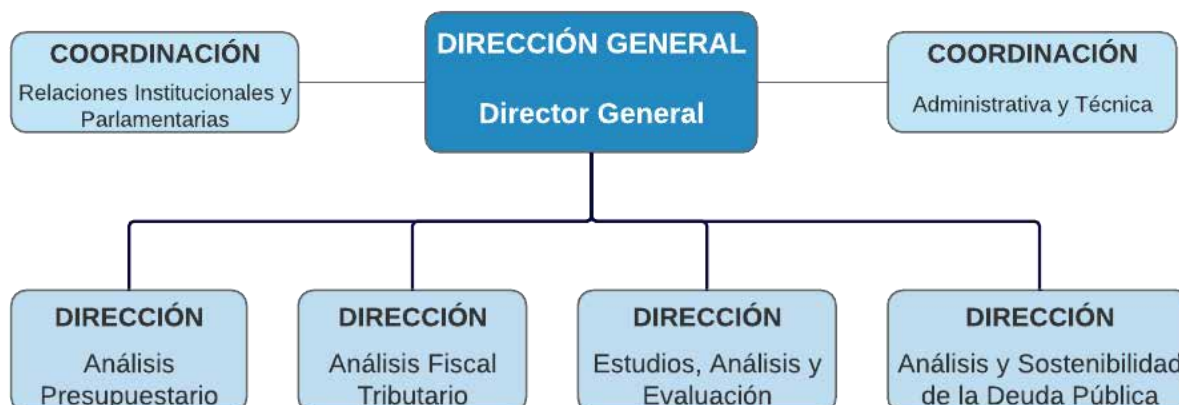 COORDINACIÓN
Relaciones Institucionales y
Parlamentarias
DIRECCIÓN GENERAL
Director General
COORDINACIÓN
Administrativa y Técnica
DIRECCIÓN
Análisis
Presupuestario
DIRECCIÓN
Análisis Fiscal
Tributario
DIRECCIÓN
Estudios, Análisis y
Evaluación
DIRECCIÓN
Análisis y Sostenibilidad
de la Deuda Pública